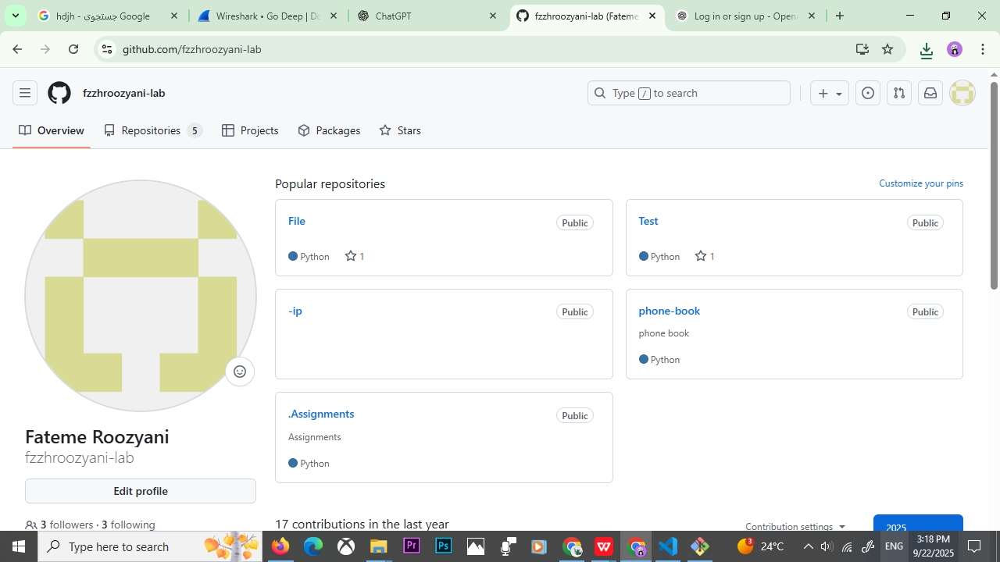 hdjh - جستجوی Google
Wireshark • Go Deep | Do
ChatGPT
fzzhroozyani-lab (Fateme
Log in or sign up - OpenA
github.com/fzzhroozyani-lab
fzzhroozyani-lab
Type / to search
Overview
Repositories 5
Projects
Packages
Stars
Popular repositories
Customize your pins
File
Public
Python
1
Test
Public
Python
1
-ip
Public
phone-book
Public
phone book
Python
.Assignments
Public
Assignments
Python
Fateme Roozyani
fzzhroozyani-lab
Edit profile
3 followers · 3 following
17 contributions in the last year
Contribution settings
2025
Type here to search
Pr
Ps
W
3
24°C
ENG
3:18 PM
9/22/2025